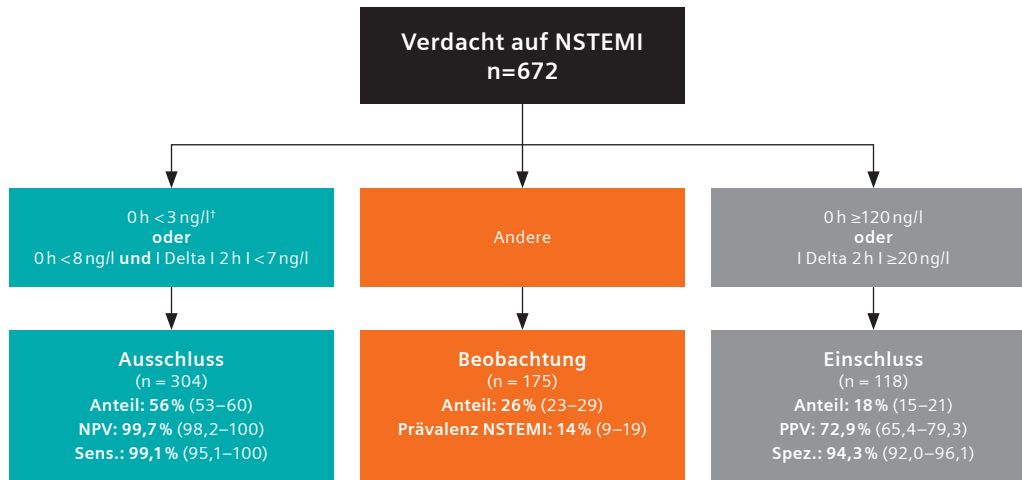 Verdacht auf NSTEMI
n=672
0 h < 3 ng/l†
oder
0 h < 8 ng/l und I Delta I 2 h I < 7 ng/l
Andere
0 h ≥120 ng/l
oder
I Delta 2 h I ≥20 ng/l
Ausschluss
(n = 304)
Anteil: 56 % (53–60)
NPV: 99,7 % (98,2–100)
Sens.: 99,1 % (95,1–100)
Beobachtung
(n = 175)
Anteil: 26 % (23–29)
Prävalenz NSTEMI: 14 % (9–19)
Einschluss
(n = 118)
Anteil: 18 % (15–21)
PPV: 72,9 % (65,4–79,3)
Spez.: 94,3 % (92,0–96,1)